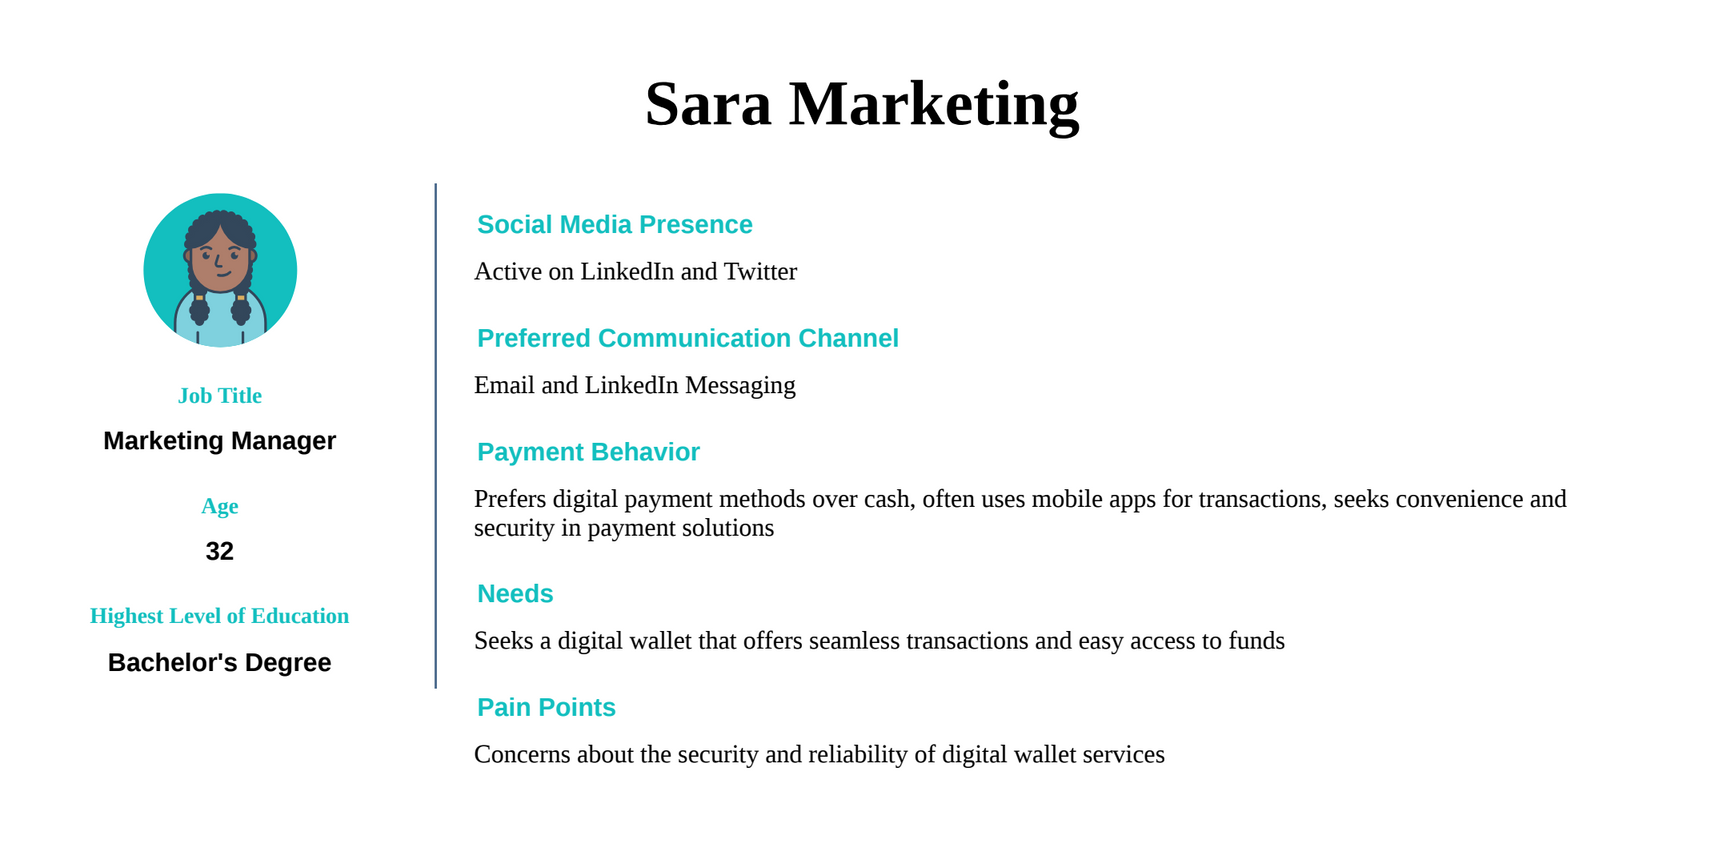 Sara Marketing
Job Title
Marketing Manager
Age
32
Highest Level of Education
Bachelor's Degree
Social Media Presence
Active on LinkedIn and Twitter
Preferred Communication Channel
Email and LinkedIn Messaging
Payment Behavior
Prefers digital payment methods over cash, often uses mobile apps for transactions, seeks convenience and
security in payment solutions
Needs
Seeks a digital wallet that offers seamless transactions and easy access to funds
Pain Points
Concerns about the security and reliability of digital wallet services